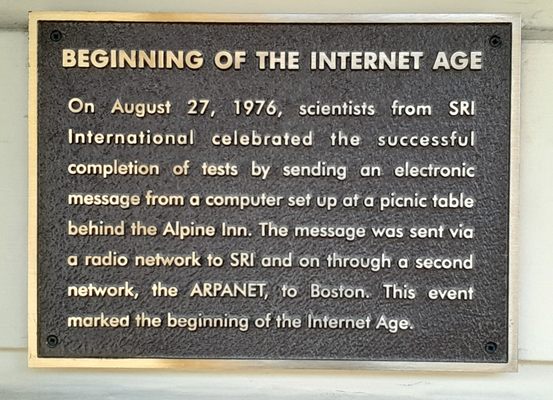 BEGINNING OF THE INTERNET AGE
On August 27, 1976, scientists from SRI
International celebrated the successful
completion of tests by sending an electronic
message from a computer set up at a picnic table
behind the Alpine Inn. The message was sent via
a radio network to SRI and on through a second
network, the ARPANET, to Boston. This event
marked the beginning of the Internet Age.